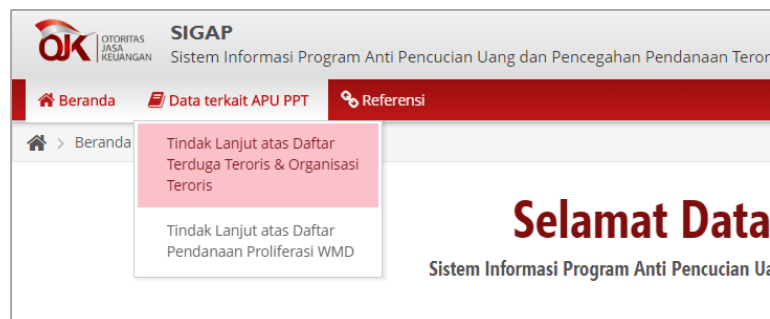 OJK
OTORITAS
JASA
KEUANGAN
SIGAP
Sistem Informasi Program Anti Pencucian Uang dan Pencegahan Pendanaan Teror
Beranda
Data terkait APU PPT
Referensi
> Beranda
Tindak Lanjut atas Daftar
Terduga Teroris & Organisasi
Teroris
Tindak Lanjut atas Daftar
Pendanaan Proliferasi WMD
Selamat Data
Sistem Informasi Program Anti Pencucian Ua